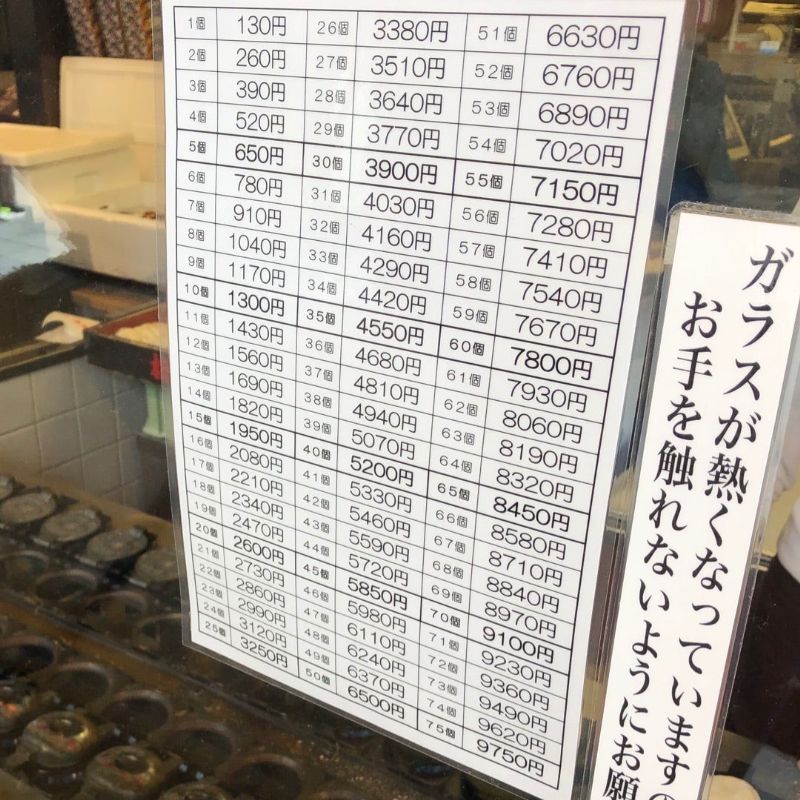 1個 130円 26個 3380円 51個 6630円
2個 260円 27個 3510円 52個 6760円
3個 390円 28個 3640円 53個 6890円
4個 520円 29個 3770円 54個 7020円
5個 650円 30個 3900円 55個 7150円
6個 780円 31個 4030円 56個 7280円
7個 910円 32個 4160円 57個 7410円
8個 1040円 33個 4290円 58個 7540円
9個 1170円 34個 4420円 59個 7670円
10個 1300円 35個 4550円 60個 7800円
11個 1430円 36個 4680円 61個 7930円
12個 1560円 37個 4810円 62個 8060円
13個 1690円 38個 4940円 63個 8190円
14個 1820円 39個 5070円 64個 8320円
15個 1950円 40個 5200円 65個 8450円
16個 2080円 41個 5330円 66個 8580円
17個 2210円 42個 5460円 67個 8710円
18個 2340円 43個 5590円 68個 8840円
19個 2470円 44個 5720円 69個 8970円
20個 2600円 45個 5850円 70個 9100円
21個 2730円 46個 5980円 71個 9230円
22個 2860円 47個 6110円 72個 9360円
23個 2990円 48個 6240円 73個 9490円
24個 3120円 49個 6370円 74個 9620円
25個 3250円 50個 6500円 75個 9750円
ガラスが熱くなっていますの
お手を触れないようにお願